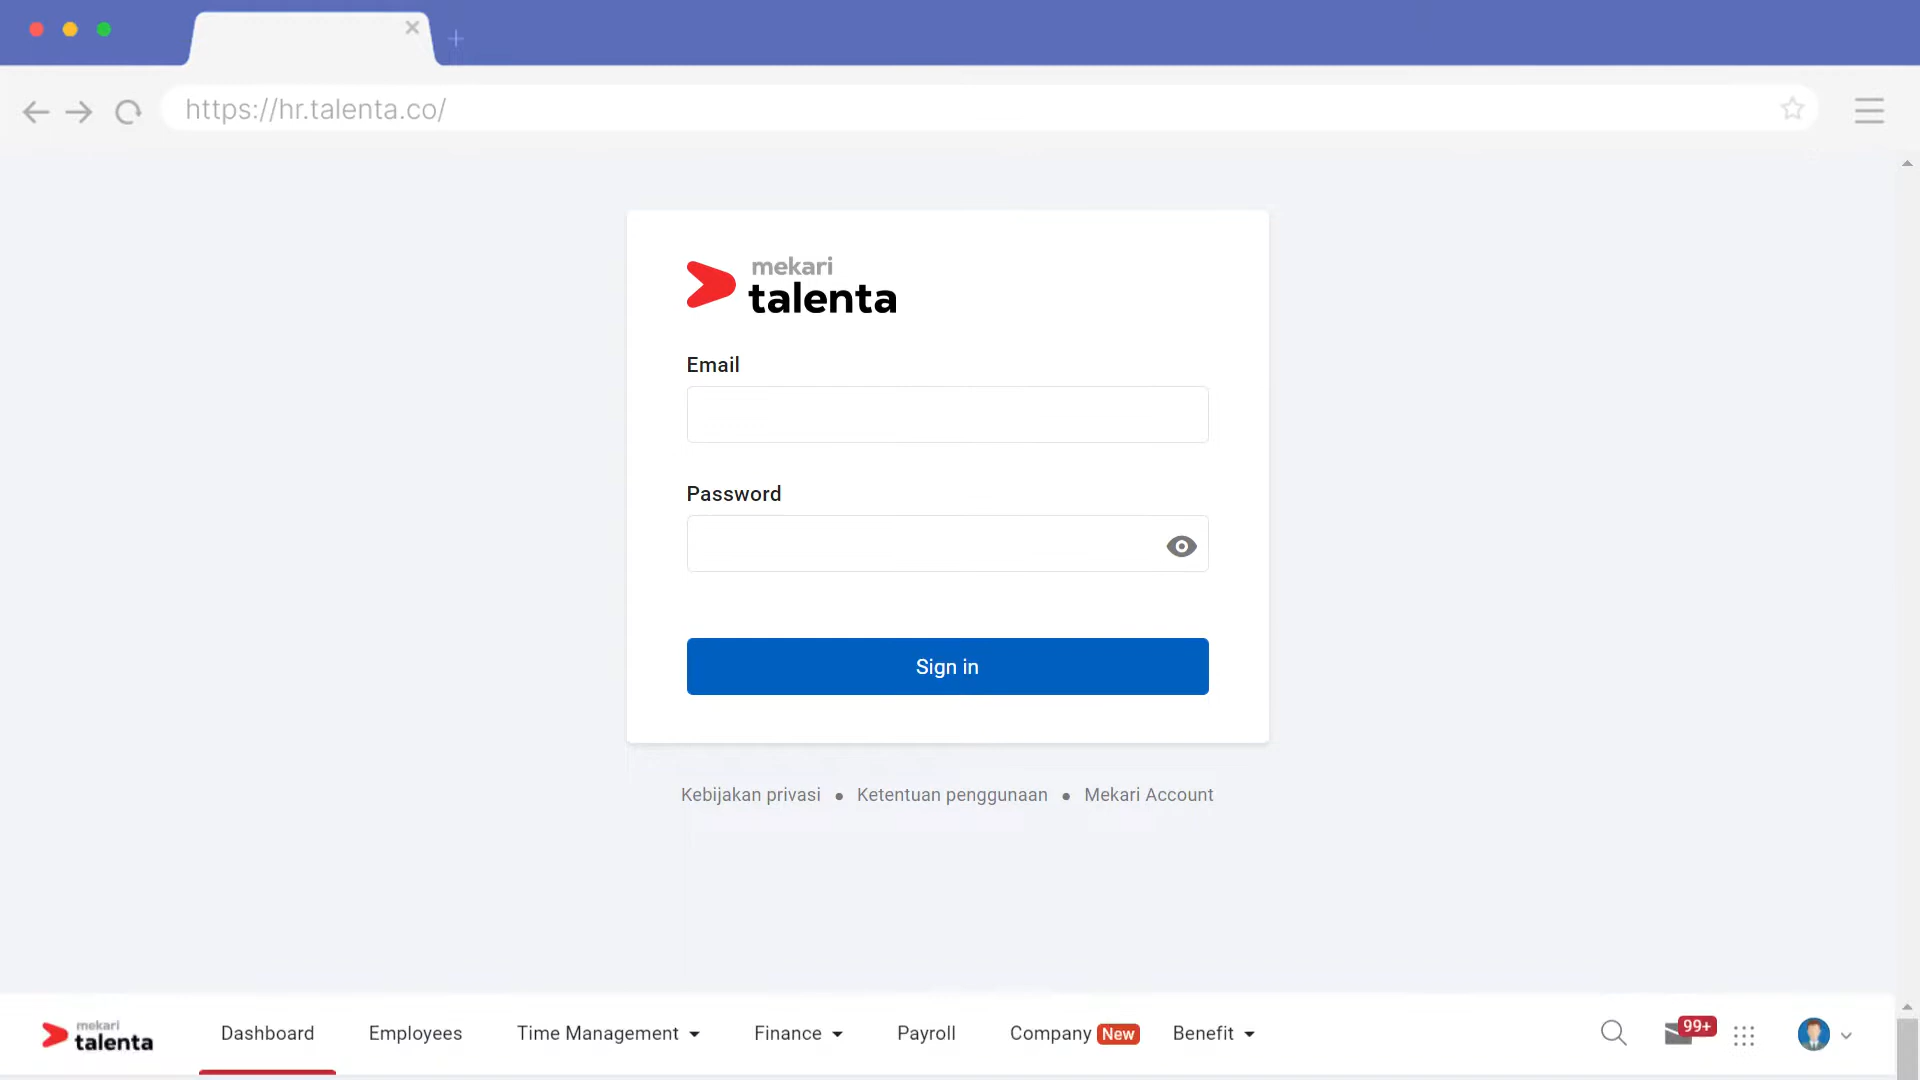 https://hr.talenta.co/
mekari
talenta
Email
Password
Sign in
Kebijakan privasi • Ketentuan penggunaan • Mekari Account
mekari
talenta
Dashboard Employees Time Management Finance Payroll Company New Benefit 99+